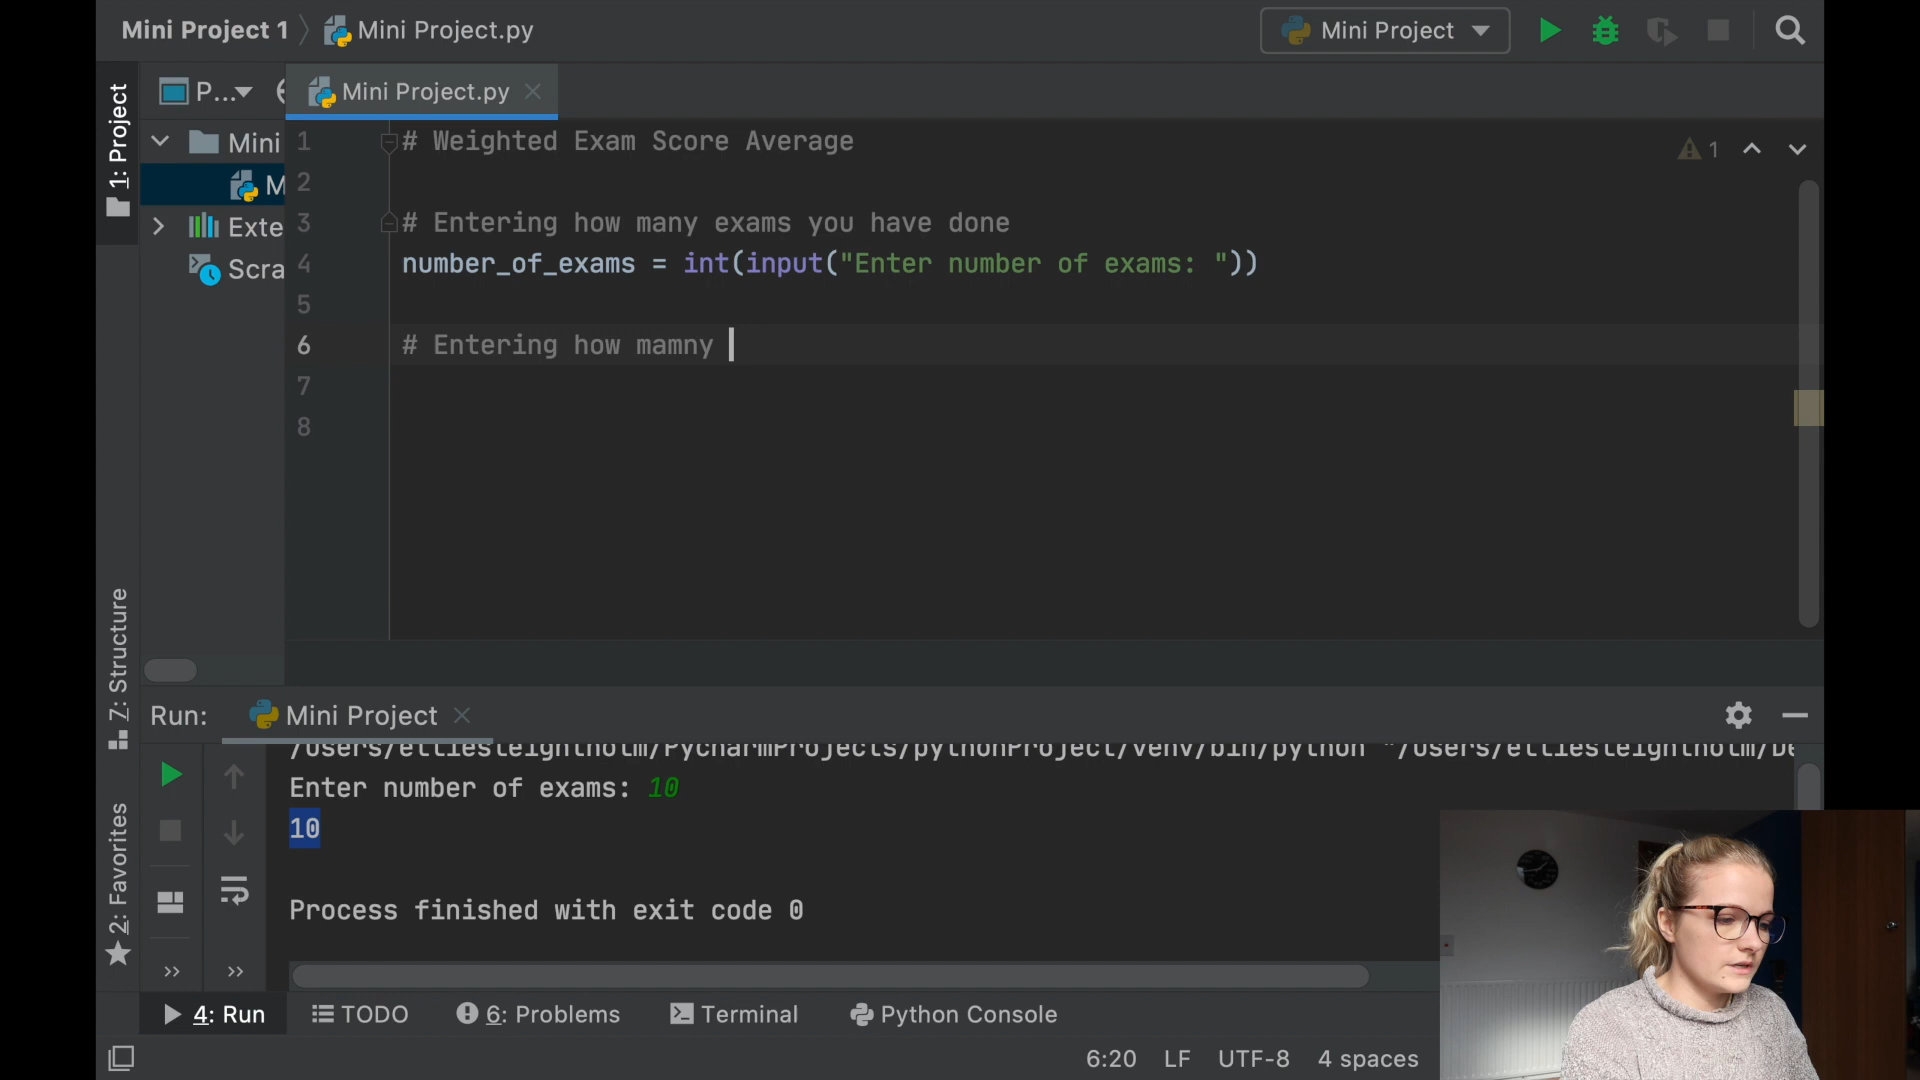 Mini Project 1
Mini Project.py
Mini Project
P...
Mini Project.py
1: Project
Mini
M
Exte
Scra
1 # Weighted Exam Score Average
2
3 # Entering how many exams you have done
4 number_of_exams = int(input("Enter number of exams: "))
5
6 # Entering how mamny
7
8
1
7: Structure
2: Favorites
Run:
Mini Project
Enter number of exams: 10
10
Process finished with exit code 0
4: Run
TODO
6: Problems
Terminal
Python Console
6:20 LF UTF-8 4 spaces